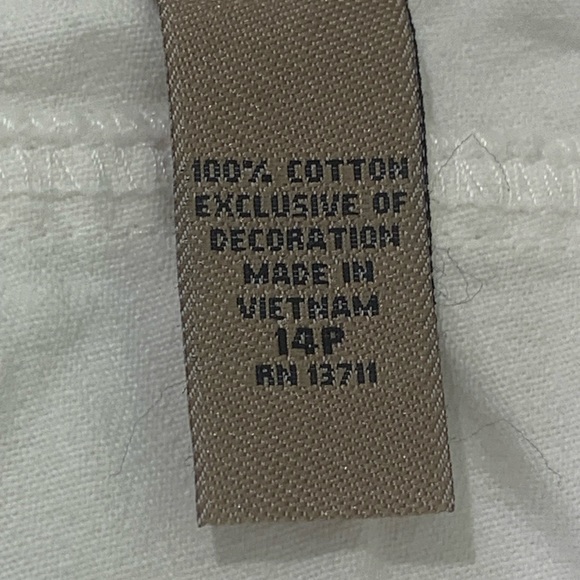 100% COTTON
EXCLUSIVE OF
DECORATION
MADE IN
VIETNAM
14P
RN 13711